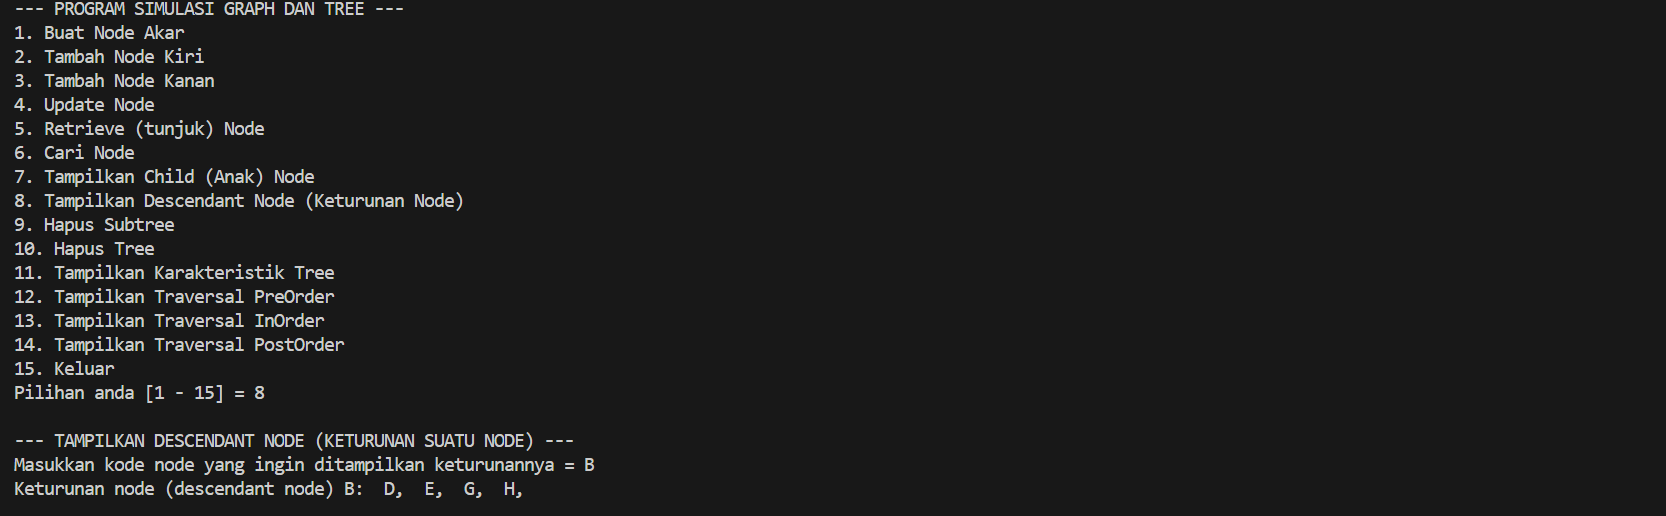 --- PROGRAM SIMULASI GRAPH DAN TREE ---
1. Buat Node Akar
2. Tambah Node Kiri
3. Tambah Node Kanan
4. Update Node
5. Retrieve (tunjuk) Node
6. Cari Node
7. Tampilkan Child (Anak) Node
8. Tampilkan Descendant Node (Keturunan Node)
9. Hapus Subtree
10. Hapus Tree
11. Tampilkan Karakteristik Tree
12. Tampilkan Traversal PreOrder
13. Tampilkan Traversal InOrder
14. Tampilkan Traversal PostOrder
15. Keluar
Pilihan anda [1 - 15] = 8

--- TAMPILKAN DESCENDANT NODE (KETURUNAN SUATU NODE) ---
Masukkan kode node yang ingin ditampilkan keturunannya = B
Keturunan node (descendant node) B:  D,  E,  G,  H,